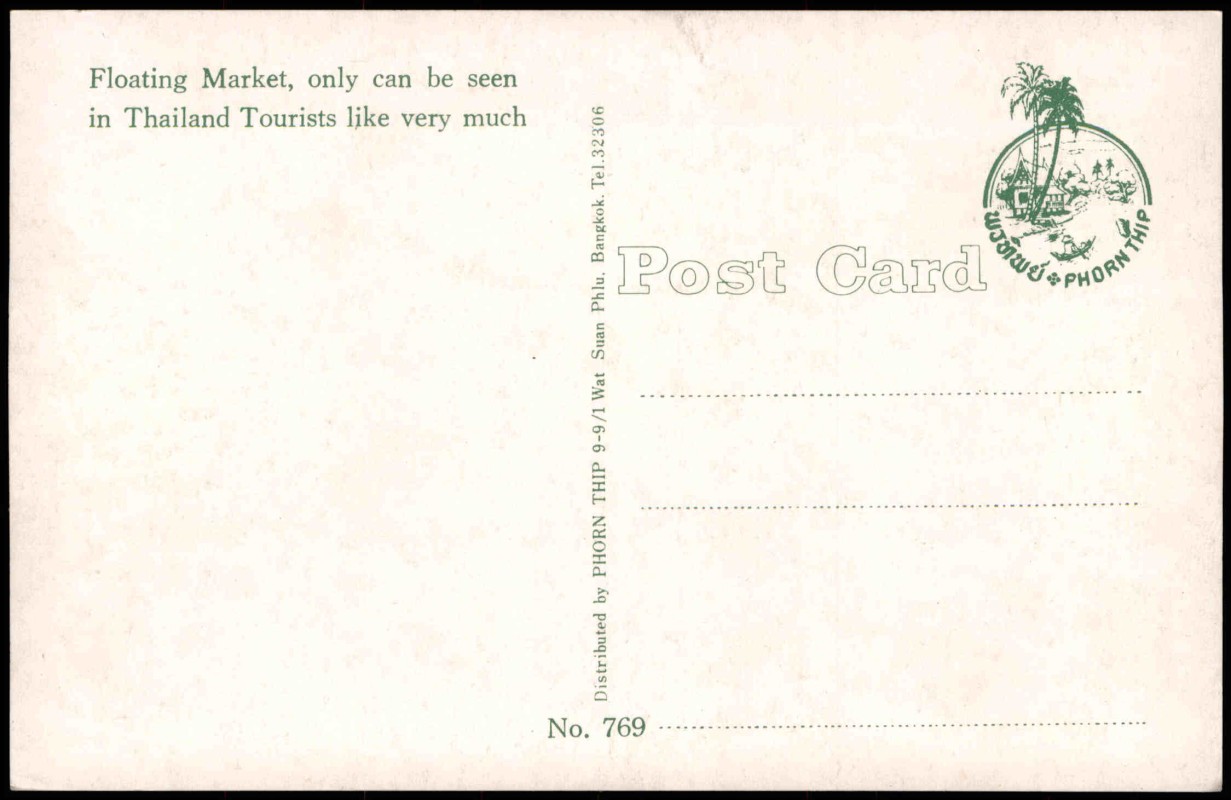 Floating Market, only can be seen
in Thailand Tourists like very much
Distributed by PHORN THIP 9-9/1 Wat Suan Phlu, Bangkok. Tel.32306
Post Card
พรทิพย์ PHORN THIP
No. 769